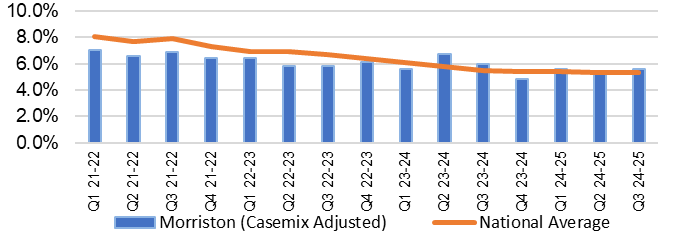 10.0%
8.0%
6.0%
4.0%
2.0%
0.0%
Q1 21-22
Q2 21-22
Q3 21-22
Q4 21-22
Q1 22-23
Q2 22-23
Q3 22-23
Q4 22-23
Q1 23-24
Q2 23-24
Q3 23-24
Q4 23-24
Q1 24-25
Q2 24-25
Q3 24-25
Morriston (Casemix Adjusted) National Average